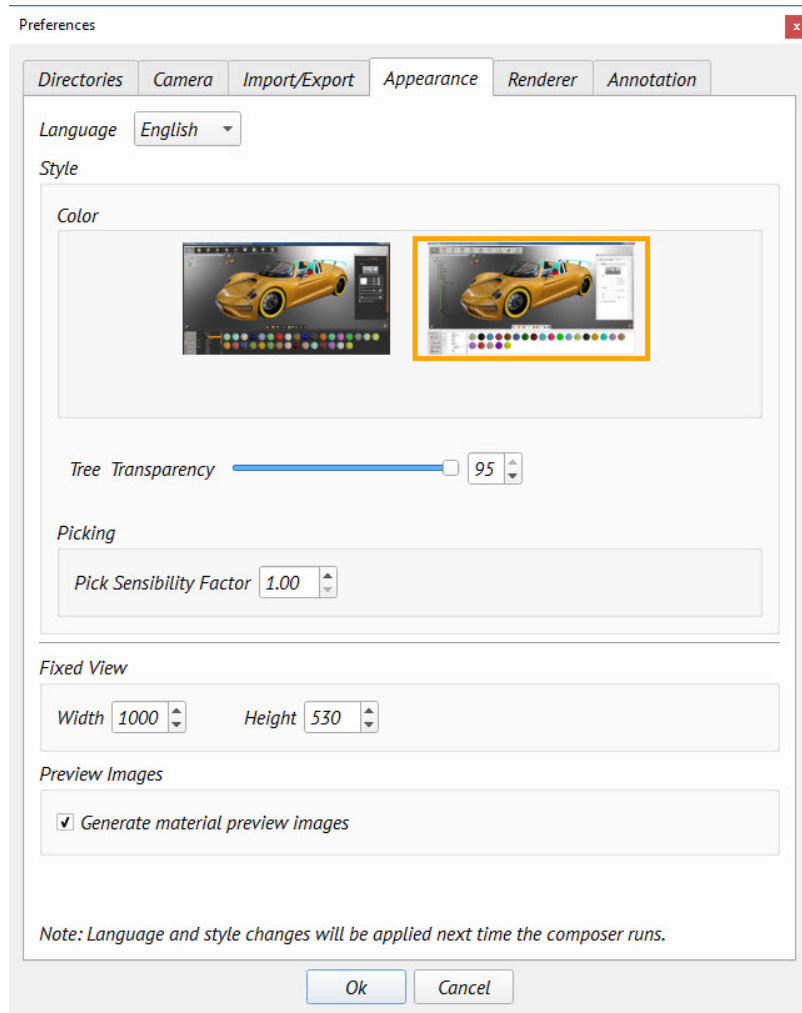 Preferences
x
Directories Camera Import/Export Appearance Renderer Annotation
Language English
Style
Color
Tree Transparency 95
Picking
Pick Sensibility Factor 1.00
Fixed View
Width 1000 Height 530
Preview Images
Generate material preview images
Note: Language and style changes will be applied next time the composer runs.
Ok Cancel